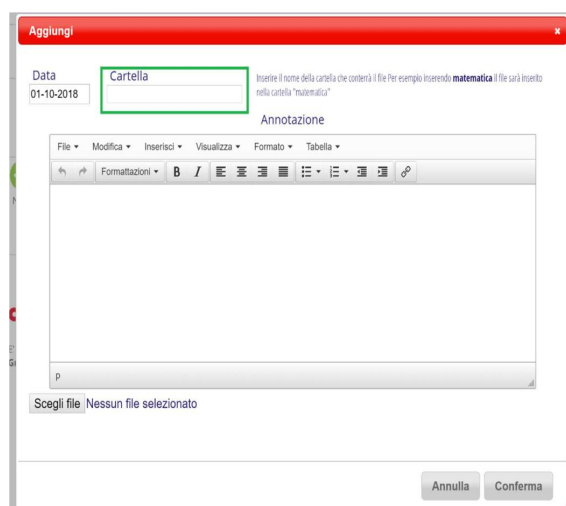 Aggiungi
Data
Cartella
Inserire il nome della cartella che conterrà il file Per esempio inserendo matematica il file sarà inserito
nella cartella "matematica"
01-10-2018
Annotazione
File Modifica Inserisci Visualizza Formato Tabella
Formattazioni B I
p
Scegli file Nessun file selezionato
Annulla Conferma